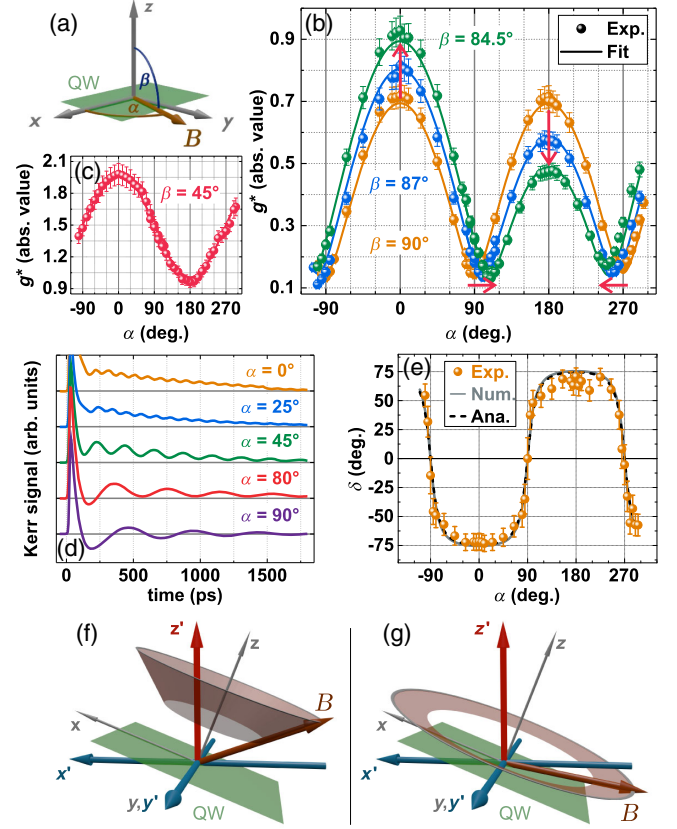 (a)
z
QW
β
α
x
y
B
(b)
β = 84.5°
Exp.
Fit
β = 87°
β = 90°
g* (abs. value)
0.9
0.7
0.5
0.3
0.1
-90 0 90 180 270
α (deg.)
(c)
β = 45°
g* (abs. value)
2.1
1.8
1.5
1.2
0.9
-90 0 90 180 270
α (deg.)
Kerr signal (arb. units)
α = 0°
α = 25°
α = 45°
α = 80°
α = 90°
(d)
0 500 1000 1500
time (ps)
(e)
Exp.
Num.
Ana.
δ (deg.)
75
50
25
0
-25
-50
-75
-90 0 90 180 270
α (deg.)
(f)
z'
z
B
x
x'
y,y'
QW
(g)
z'
z
x
x'
y,y'
QW
B